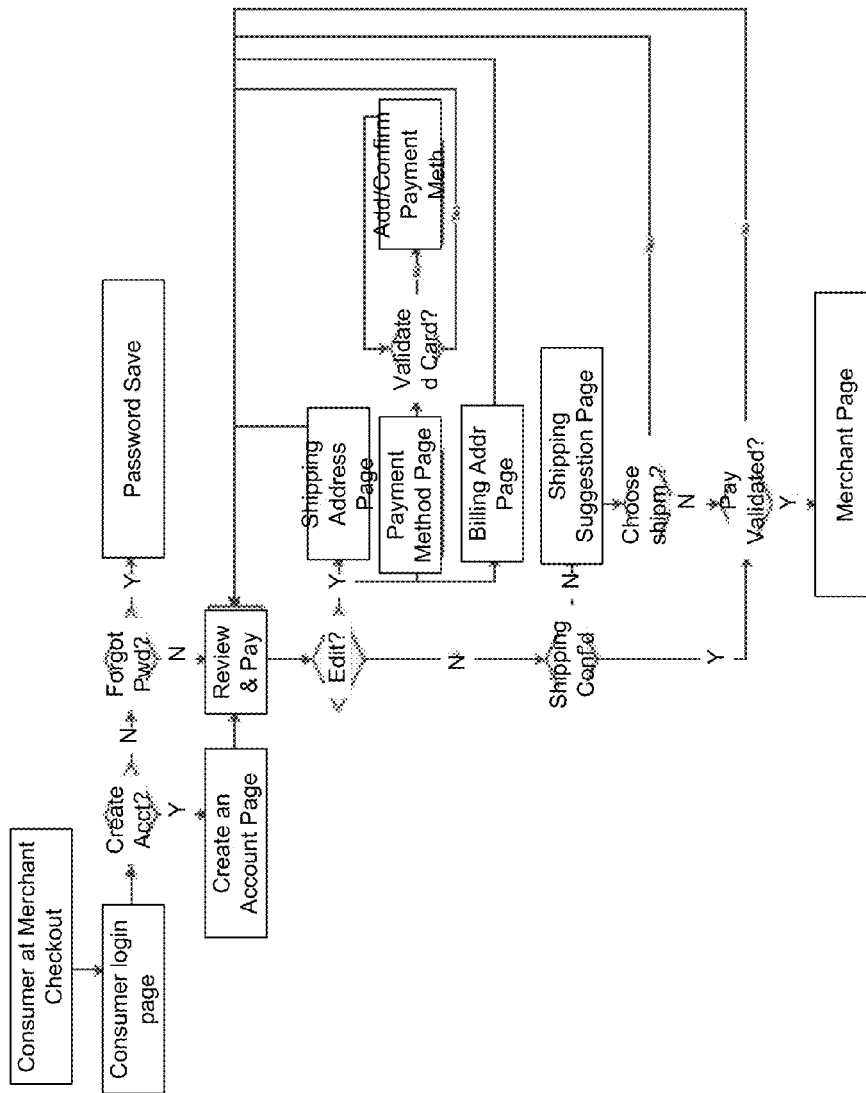 Consumer at Merchant
Checkout
Consumer login
page
Create
Acct?
N
Forgot
Pwd?
Y
Password Save
Y
N
Create an
Account Page
Review
& Pay
Edit?
Y
Shipping
Address
Page
Payment
Method Page
Validate
d Card?
Add/Confirm
Payment
Meth
Billing Addr
Page
N
Shipping
Conf'd
N
Shipping
Suggestion Page
Choose
shipm.?
N
Y
Pay
Validated?
Y
Merchant Page